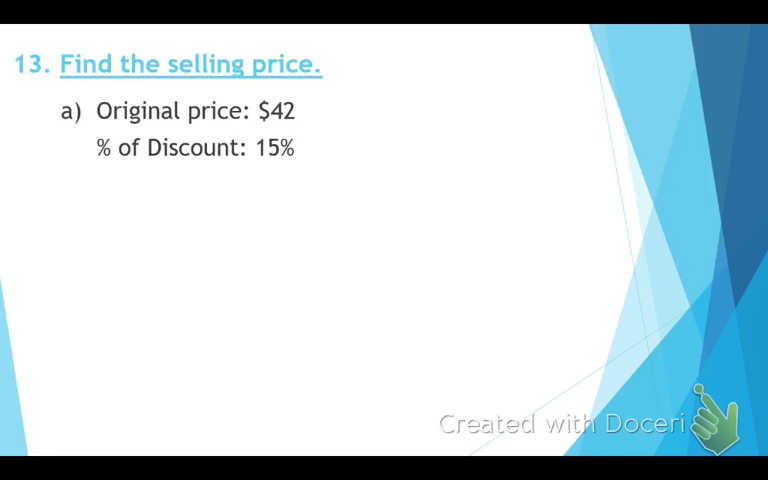 13. Find the selling price.
a) Original price: $42
% of Discount: 15%
Created with Doceri